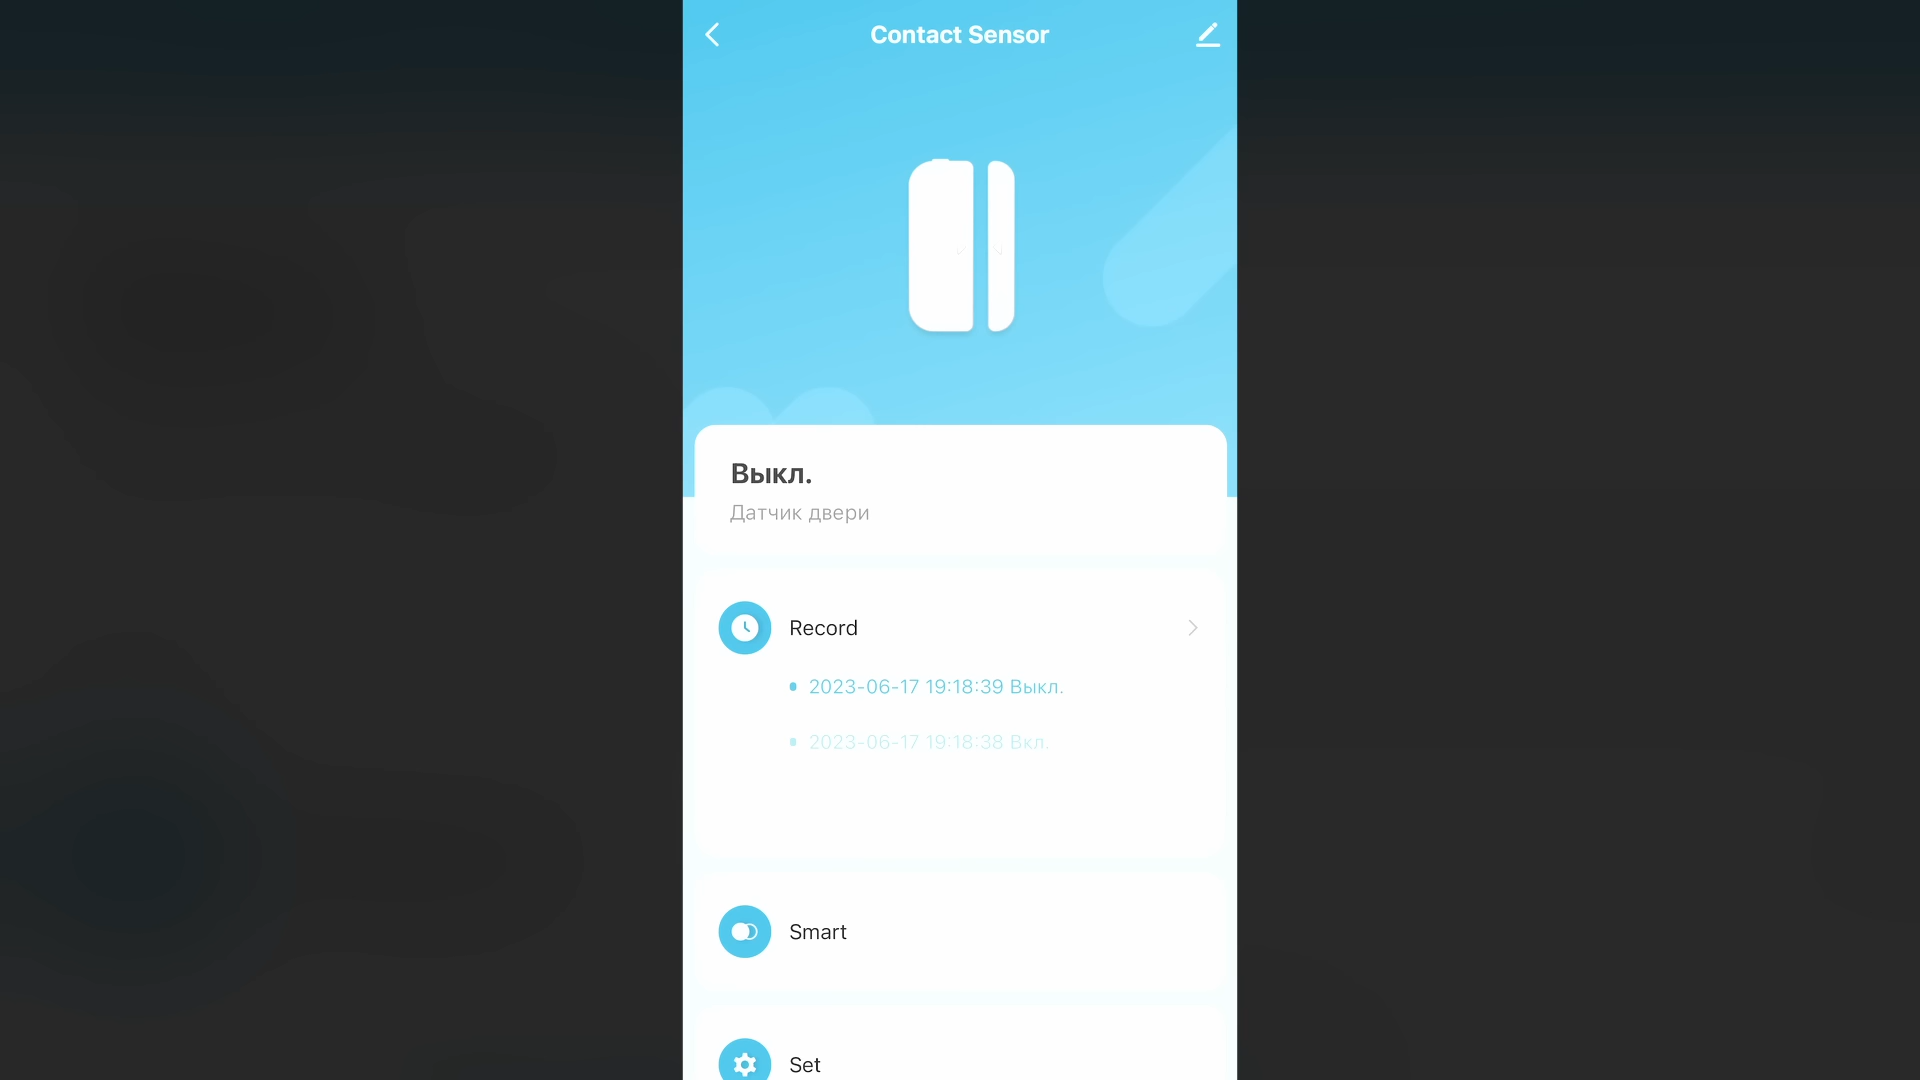 Contact Sensor
Выкл.
Датчик двери
Record
2023-06-17 19:18:39 Выкл.
2023-06-17 19:18:38 Вкл.
Smart
Set